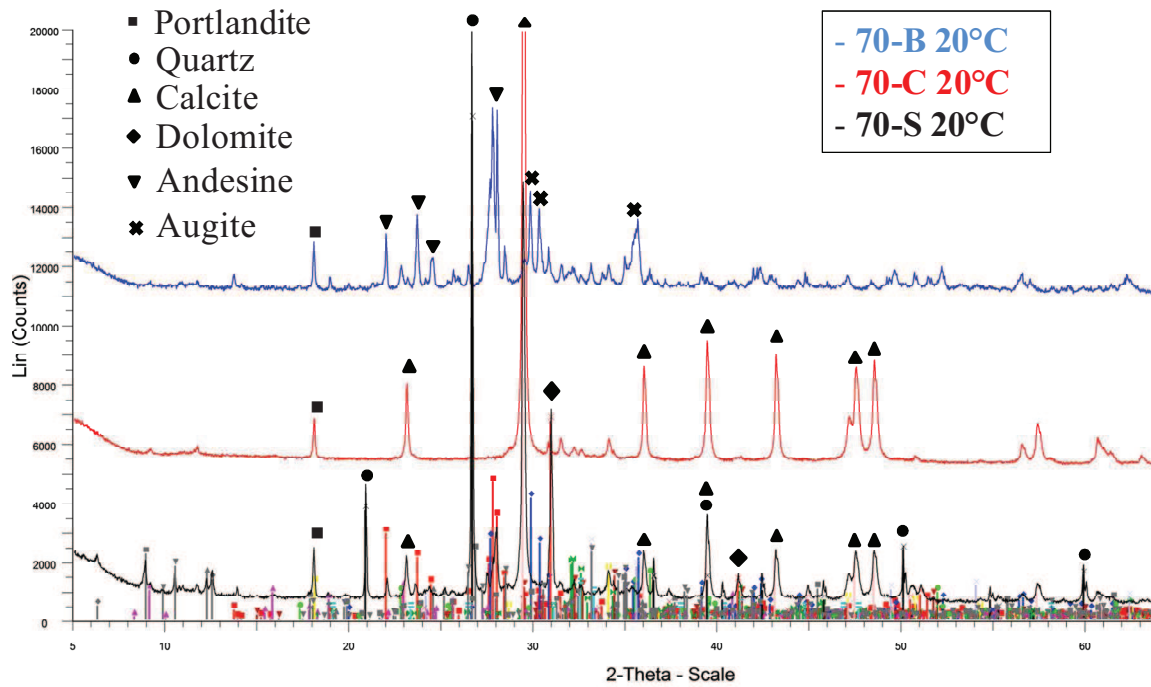 Portlandite
Quartz
Calcite
Dolomite
Andesine
Augite
- 70-B 20°C
- 70-C 20°C
- 70-S 20°C
Lin (Counts)
20000
18000
16000
14000
12000
10000
8000
6000
4000
2000
0
5 10 20 30 40 50 60
2-Theta - Scale